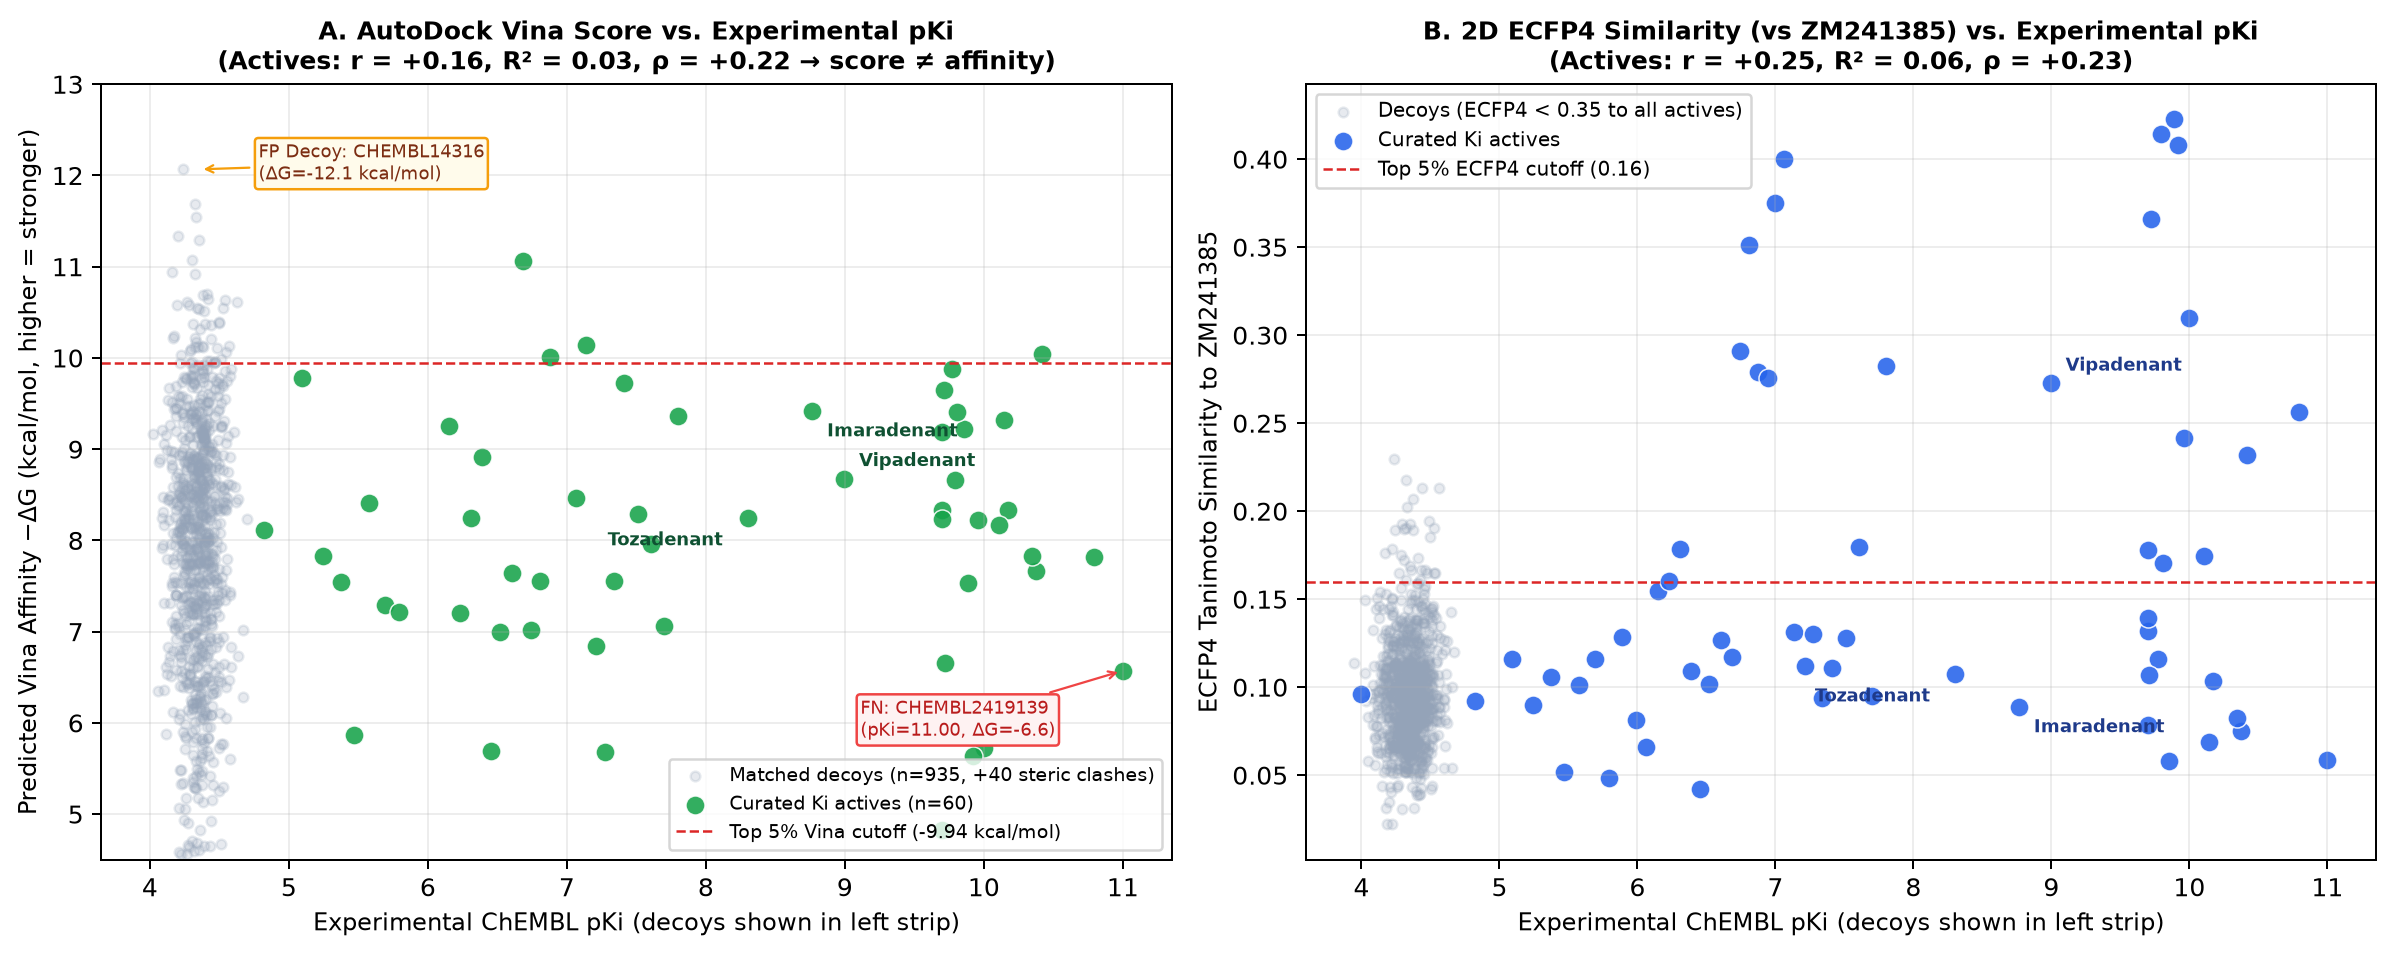 A. AutoDock Vina Score vs. Experimental pKi
(Actives: r = +0.16, R² = 0.03, ρ = +0.22 → score ≠ affinity)
Predicted Vina Affinity −ΔG (kcal/mol, higher = stronger)
13
12
11
10
9
8
7
6
5
FP Decoy: CHEMBL14316
(ΔG=-12.1 kcal/mol)
Imaradenant
Vipadenant
Tozadenant
FN: CHEMBL2419139
(pKi=11.00, ΔG=-6.6)
Matched decoys (n=935, +40 steric clashes)
Curated Ki actives (n=60)
Top 5% Vina cutoff (-9.94 kcal/mol)
4 5 6 7 8 9 10 11
Experimental ChEMBL pKi (decoys shown in left strip)
B. 2D ECFP4 Similarity (vs ZM241385) vs. Experimental pKi
(Actives: r = +0.25, R² = 0.06, ρ = +0.23)
ECFP4 Tanimoto Similarity to ZM241385
0.40
0.35
0.30
0.25
0.20
0.15
0.10
0.05
Decoys (ECFP4 < 0.35 to all actives)
Curated Ki actives
Top 5% ECFP4 cutoff (0.16)
Vipadenant
Tozadenant
Imaradenant
4 5 6 7 8 9 10 11
Experimental ChEMBL pKi (decoys shown in left strip)